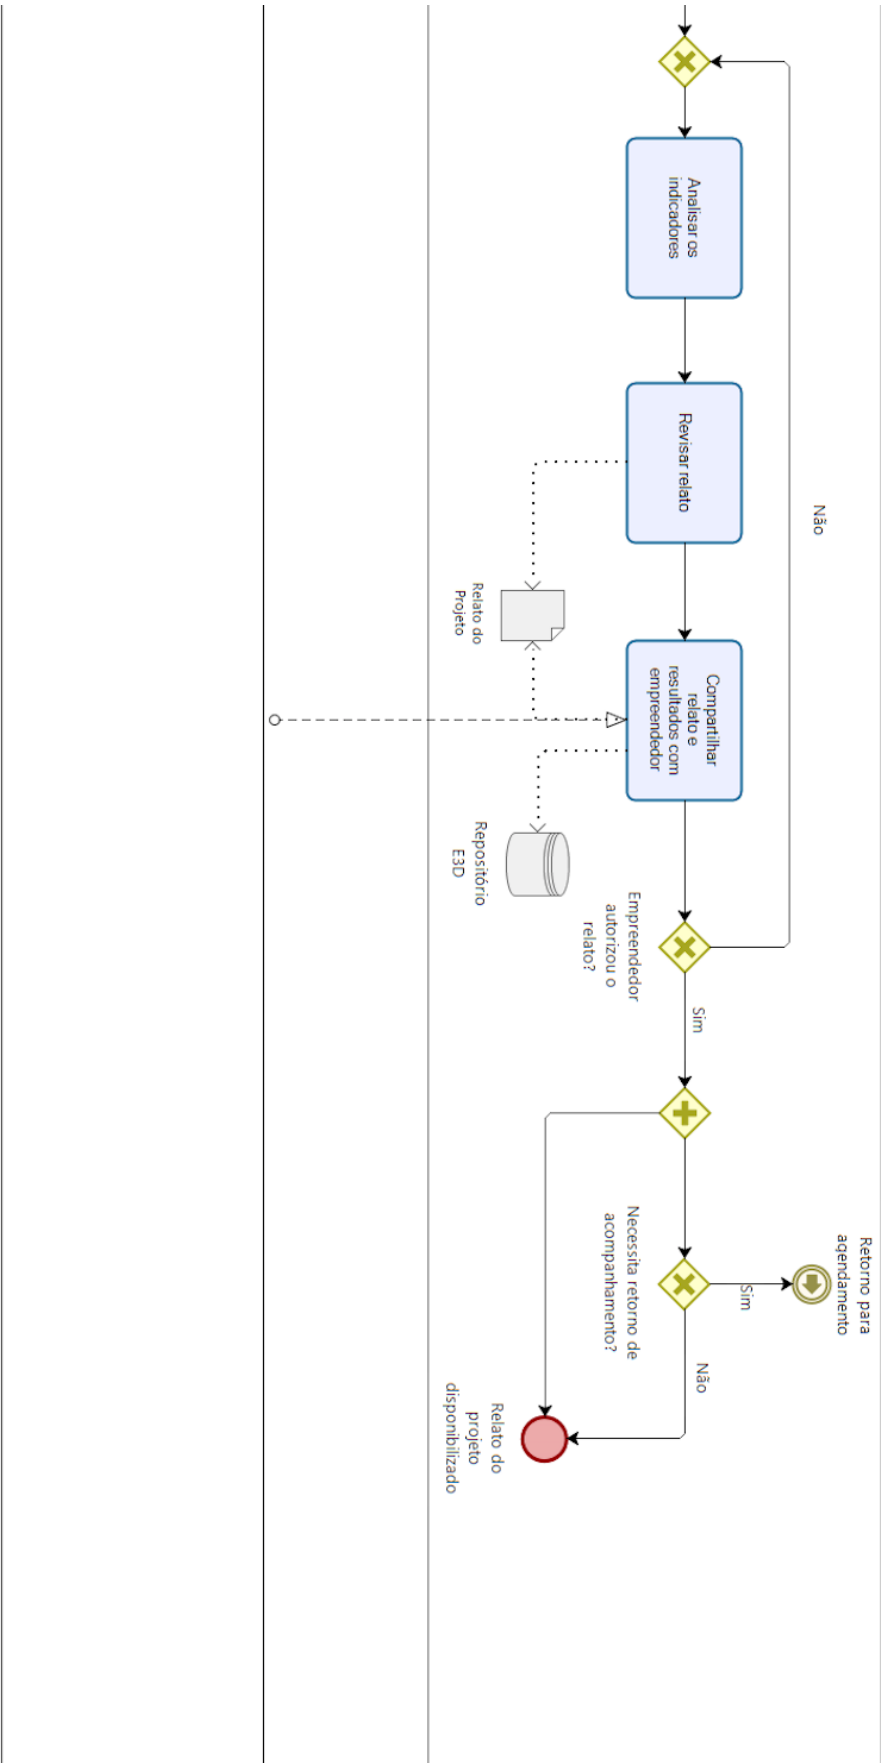 Analisar os
indicadores
Revisar relato
Não
Relato do
Projeto
Compartilhar
relato e
resultados com
empreendedor
Repositório
E3D
Empreendedor
autorizou o
relato?
Sim
Necessita retorno de
acompanhamento?
Sim
Retorno para
agendamento
Não
Relato do
projeto
disponibilizado